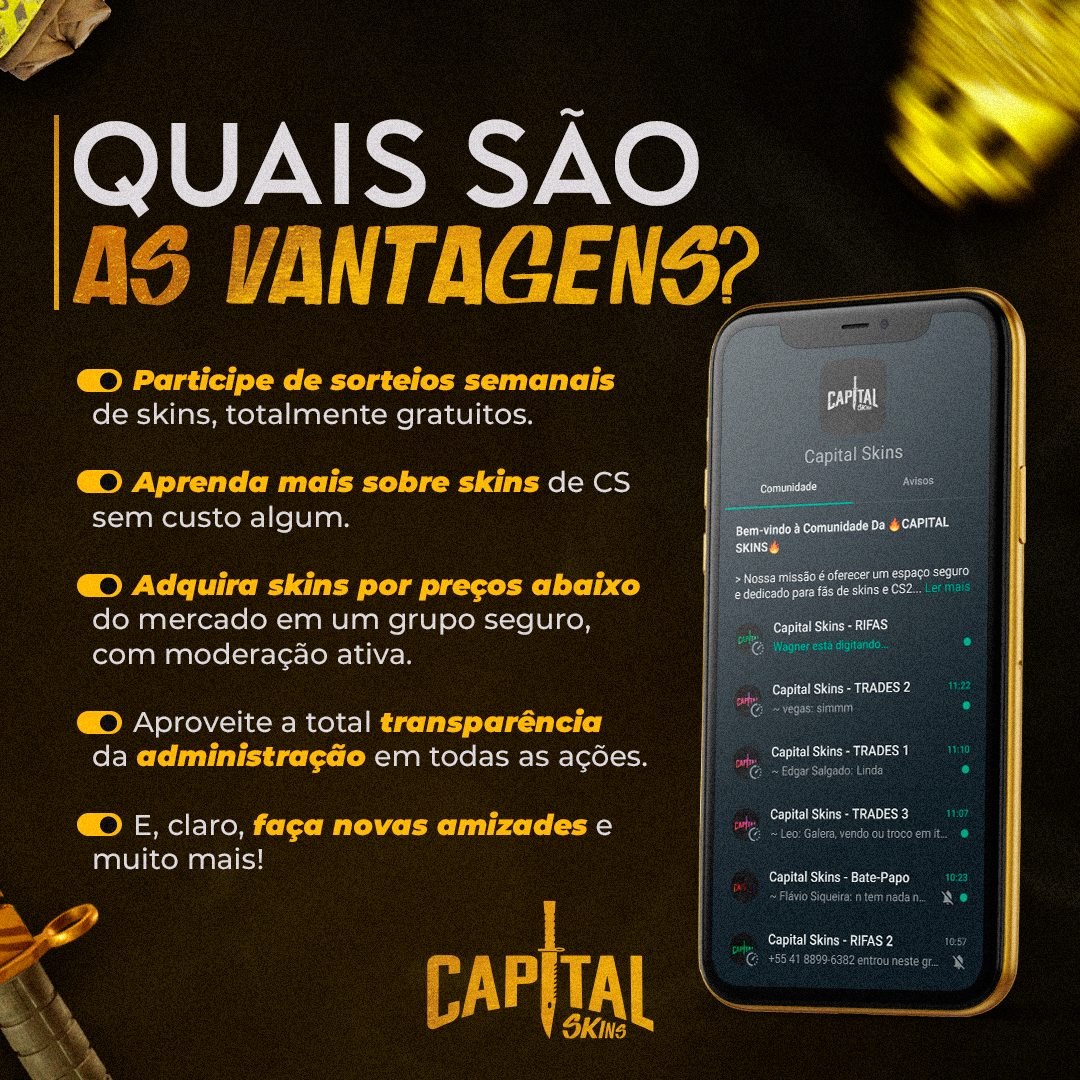 QUAIS SÃO
AS VANTAGENS?
Participe de sorteios semanais
de skins, totalmente gratuitos.
Aprenda mais sobre skins de CS
sem custo algum.
Adquira skins por preços abaixo
do mercado em um grupo seguro,
com moderação ativa.
Aproveite a total transparência
da administração em todas as ações.
E, claro, faça novas amizades e
muito mais!
CAPITAL
SKINS
CAPITAL
SKINS
Capital Skins
Comunidade Avisos
Bem-vindo à Comunidade Da 🔥CAPITAL
SKINS🔥
> Nossa missão é oferecer um espaço seguro
e dedicado para fãs de skins e CS2... Ler mais
Capital Skins - RIFAS
Wagner está digitando...
Capital Skins - TRADES 2 11:22
~ vegas: simmm
Capital Skins - TRADES 1 11:10
~ Edgar Salgado: Linda
Capital Skins - TRADES 3 11:07
~ Leo: Galera, vendo ou troco em ít...
Capital Skins - Bate-Papo 10:23
~ Flávio Siqueira: n tem nada n...
Capital Skins - RIFAS 2 10:57
+55 41 8899-6382 entrou neste gr...